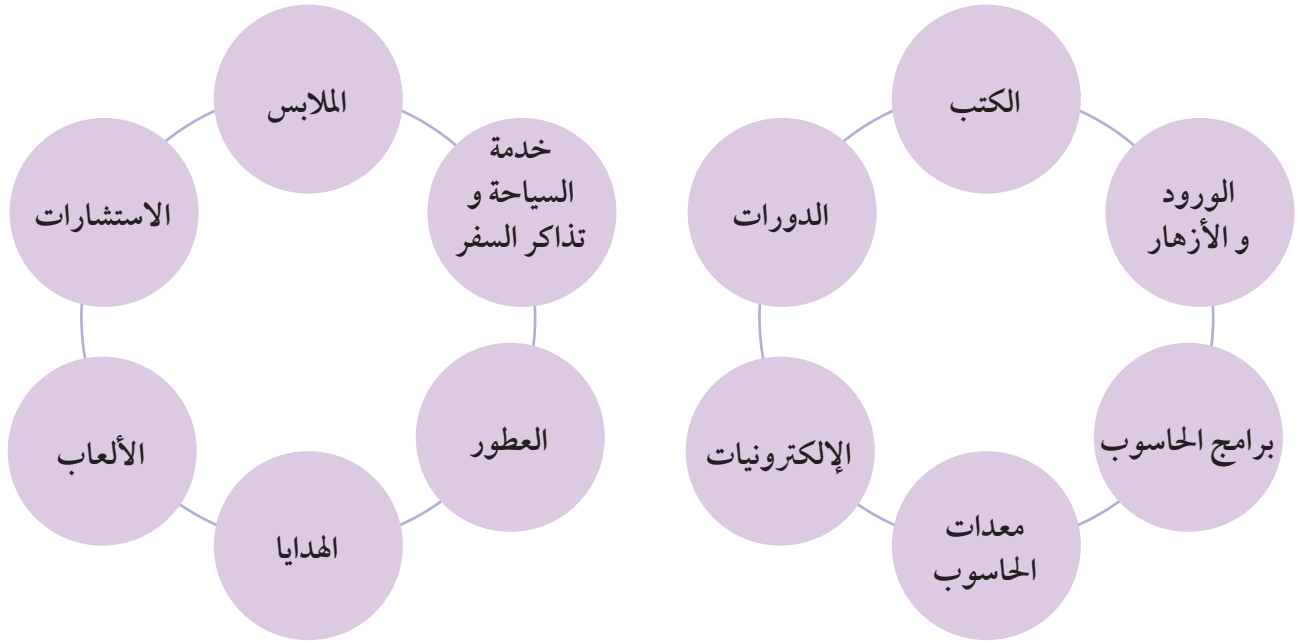 الكتب
الورود
و الأزهار
برامج الحاسوب
معدات
الحاسوب
الإلكترونيات
الدورات
الملابس
خدمة
السياحة و
تذاكر السفر
العطور
الهدايا
الألعاب
الاستشارات